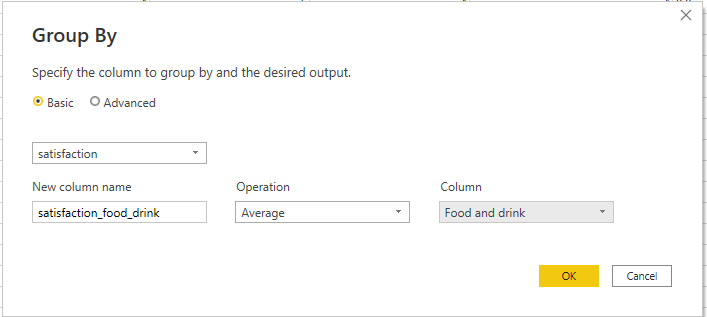 Group By
Specify the column to group by and the desired output.
Basic Advanced
satisfaction
New column name Operation Column
satisfaction_food_drink Average Food and drink
OK Cancel